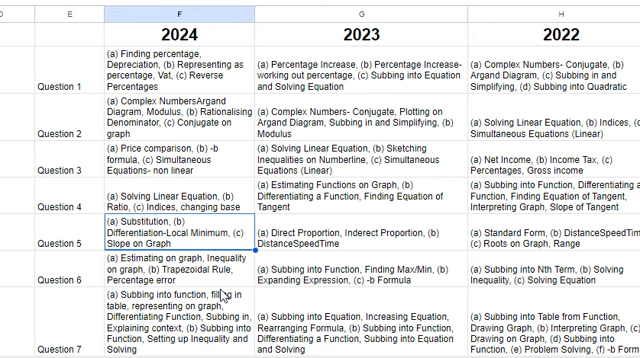 D
E
F
G
H
2024
2023
2022
Question 1
(a) Finding percentage,
Depreciation, (b) Representing as
percentage, Vat, (c) Reverse
Percentages
(a) Percentage Increase, (b) Percentage Increase-
working out percentage, (c) Subbing into Equation
and Solving Equation
(a) Complex Numbers- Conjugate, (b)
Argand Diagram, (c) Subbing in and
Simplifying, (d) Subbing into Quadratic
Question 2
(a) Complex NumbersArgand
Diagram, Modulus, (b) Rationalising
Denominator, (c) Conjugate on
graph
(a) Complex Numbers- Conjugate, Plotting on
Argand Diagram, Subbing in and Simplifying, (b)
Modulus
(a) Solving Linear Equation, (b) Indices, (c
Simultaneous Equations (Linear)
Question 3
(a) Price comparison, (b) -b
formula, (c) Simultaneous
Equations- non linear
(a) Solving Linear Equation, (b) Sketching
Inequalities on Numberline, (c) Simultaneous
Equations (Linear)
(a) Net Income, (b) Income Tax, (c)
Percentages, Gross income
Question 4
(a) Solving Linear Equation, (b)
Ratio, (c) Indices, changing base
(a) Estimating Functions on Graph, (b)
Differentiating a Function, Finding Equation of
Tangent
(a) Subbing into Function, Differentiating a
Function, Finding Equation of Tangent,
Interpreting Graph, Slope of Tangent
Question 5
(a) Substitution, (b)
Differentiation-Local Minimum, (c)
Slope on Graph
(a) Direct Proportion, Inderect Proportion, (b)
DistanceSpeedTime
(a) Standard Form, (b) DistanceSpeedTim
(c) Roots on Graph, Range
Question 6
(a) Estimating on graph, Inequality
on graph, (b) Trapezoidal Rule,
Percentage error
(a) Subbing into Function, Finding Max/Min, (b)
Expanding Expression, (c) -b Formula
(a) Subbing into Nth Term, (b) Solving
Inequality, (c) Solving Equation
Question 7
(a) Subbing into function, filling in
table, representing on graph,
Differentiating Function, Subbing in,
Explaining context, (b) Subbing into
Function, Setting up Inequality and
Solving
(a) Subbing into Equation, Increasing Equation,
Rearranging Formula, (b) Subbing into Function,
Differentiating a Function, Subbing into Equation
and Solving
(a) Subbing into Table from Function,
Drawing Graph, (b) Interpreting Graph, (c)
Drawing on Graph, (d) Subbing into
Function, (e) Problem Solving, (f) -b Form